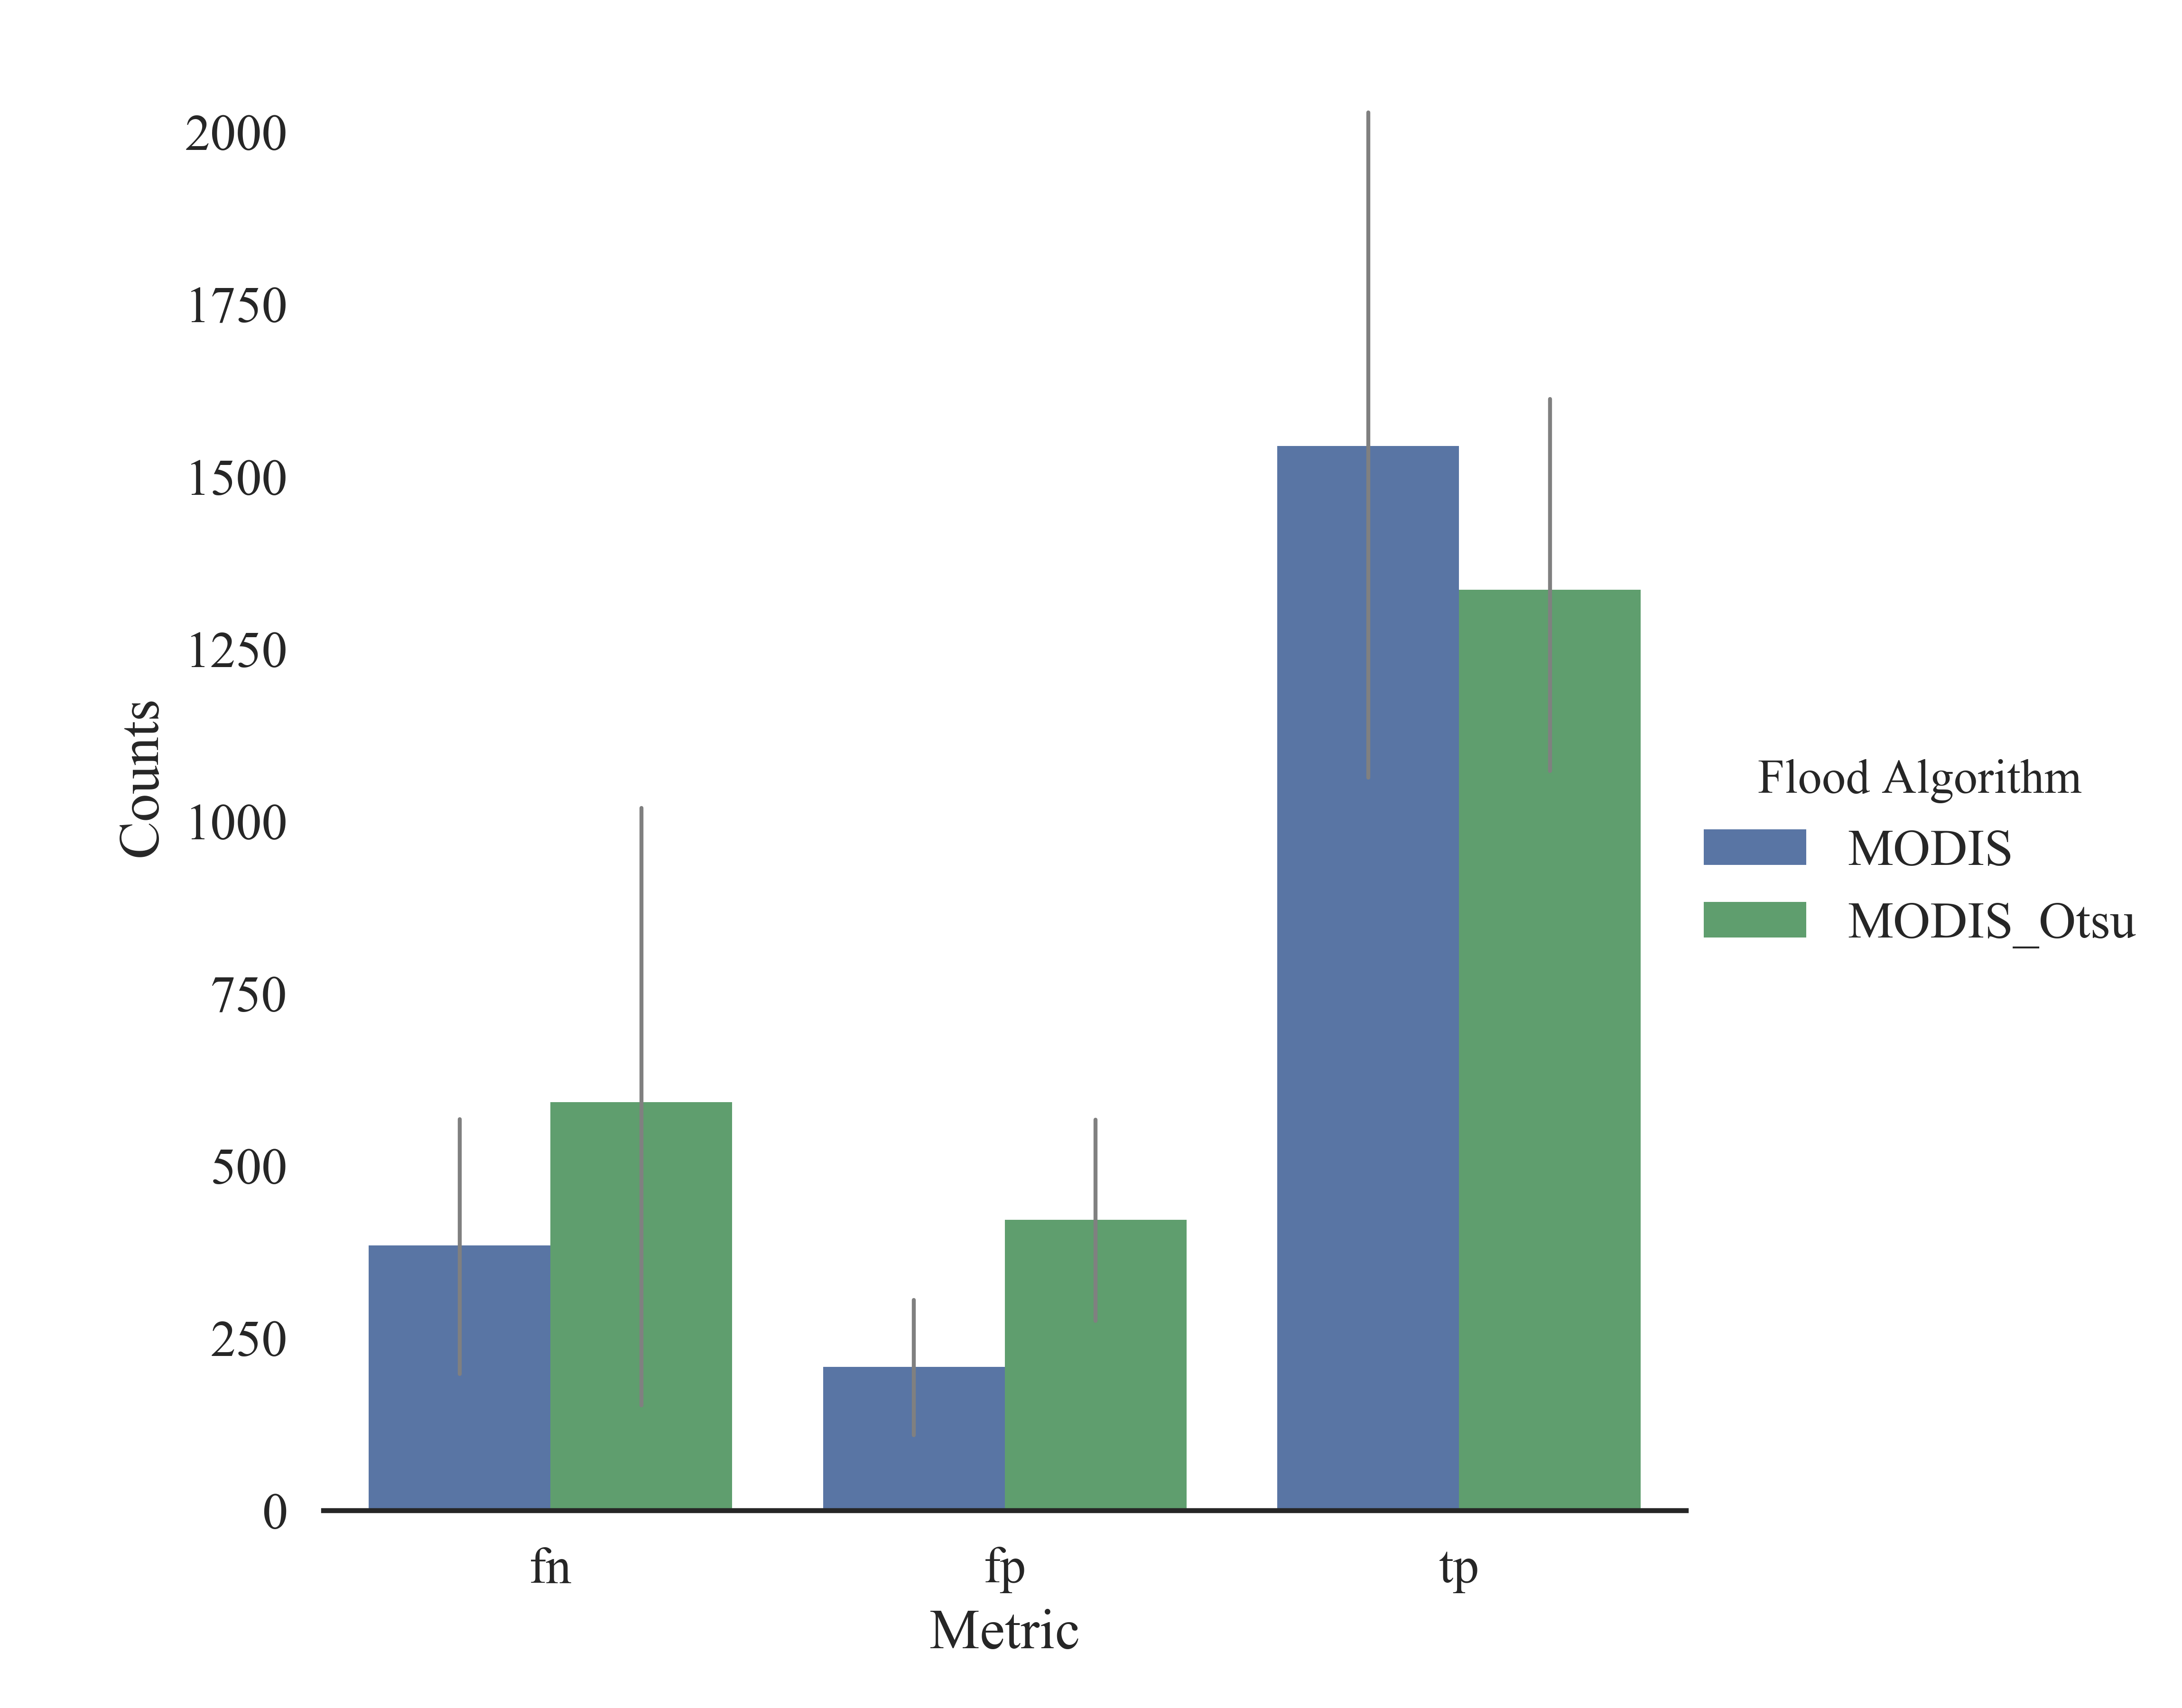 2000
1750
1500
1250
1000
750
500
250
0
Counts
fn
fp
tp
Metric
Flood Algorithm
MODIS
MODIS_Otsu